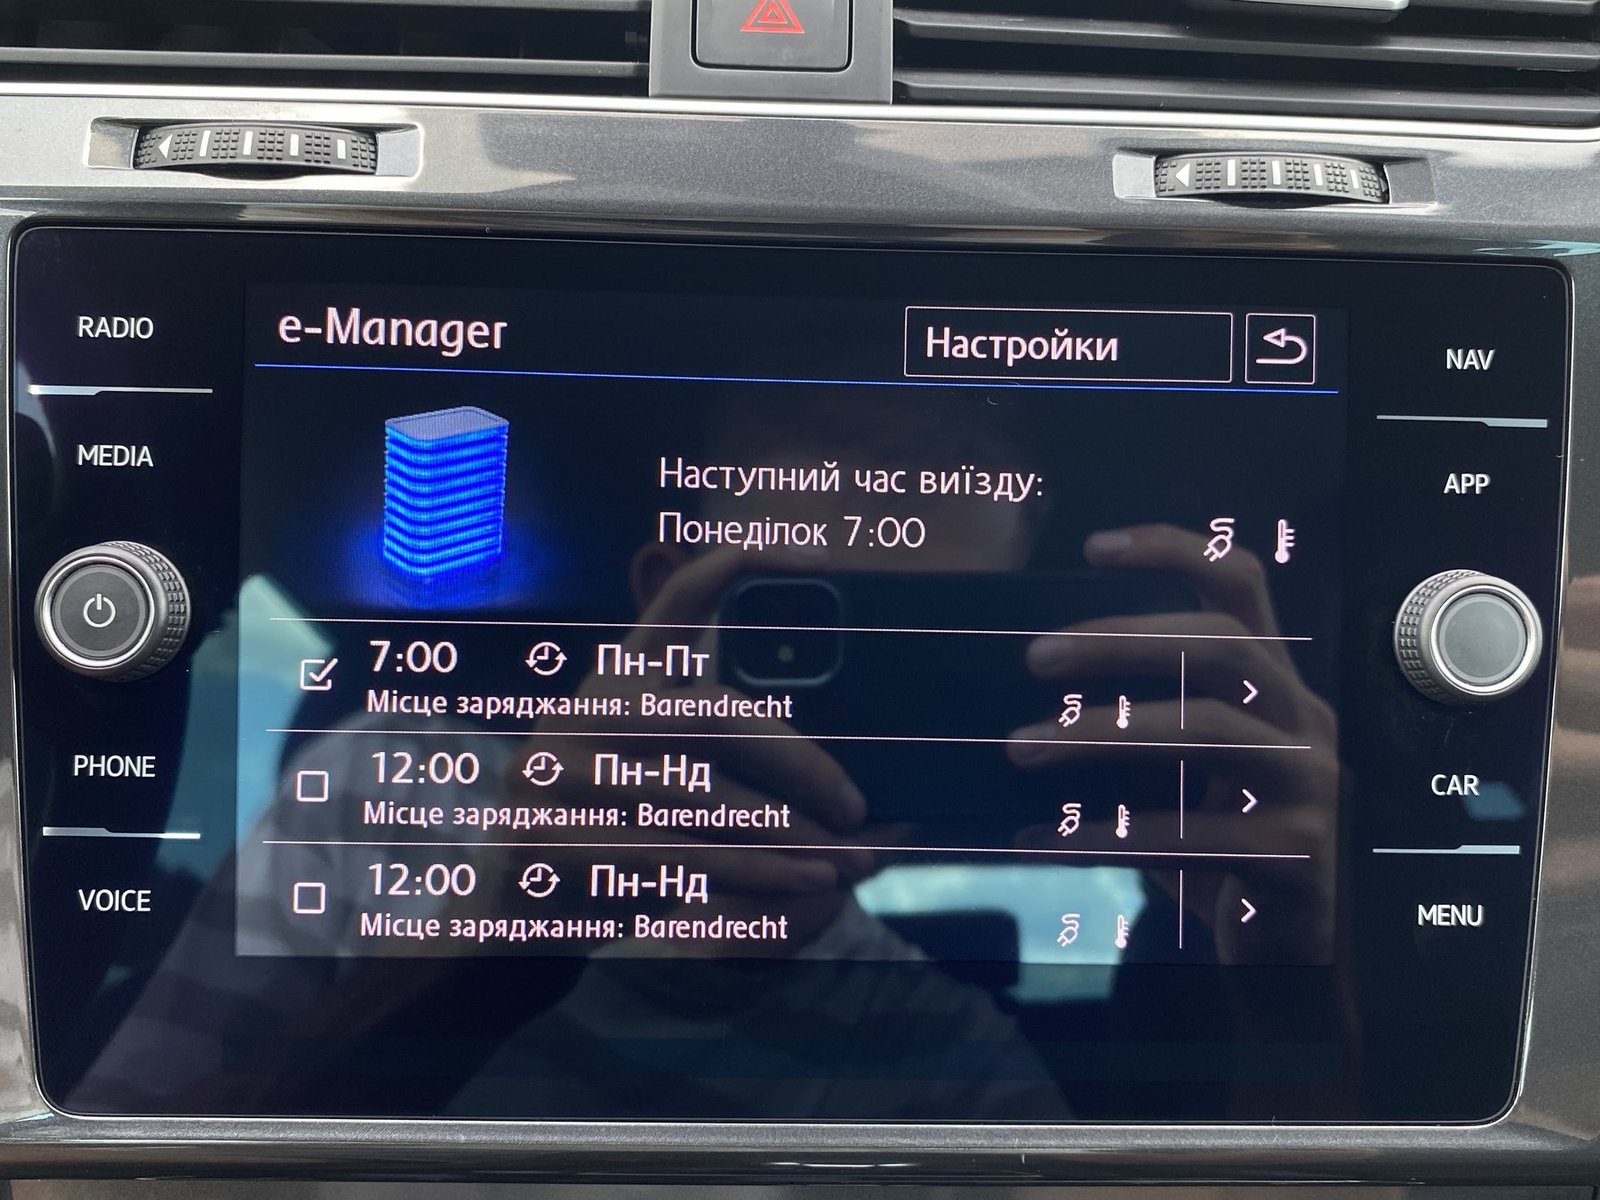 RADIO
MEDIA
PHONE
VOICE
e-Manager
Настройки
Наступний час виїзду:
Понеділок 7:00
7:00 Пн-Пт
Місце заряджання: Barendrecht
12:00 Пн-Нд
Місце заряджання: Barendrecht
12:00 Пн-Нд
Місце заряджання: Barendrecht
NAV
APP
CAR
MENU